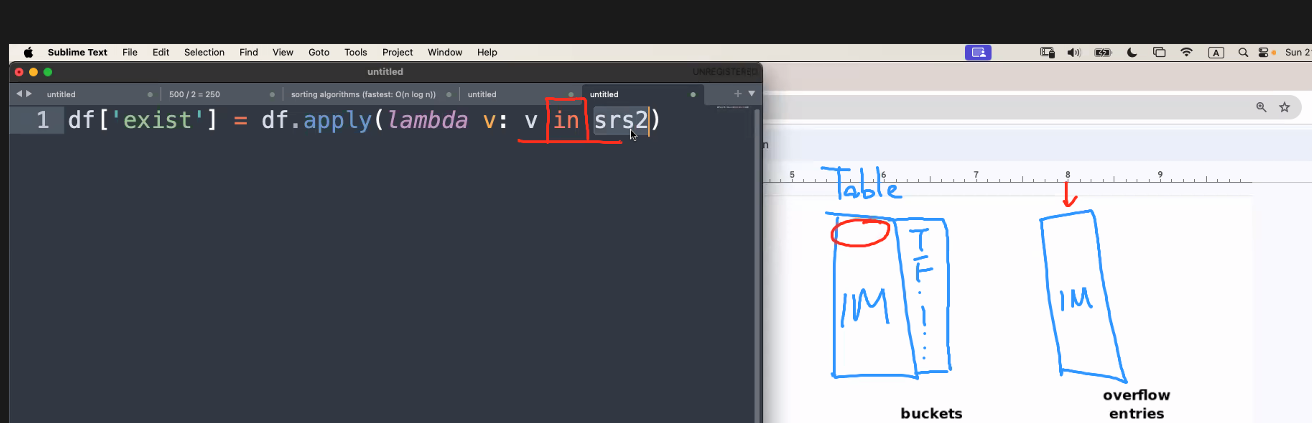 Sublime Text File Edit Selection Find View Goto Tools Project Window Help A Sun 2
untitled UNREGISTERED
untitled 500 / 2 = 250 sorting algorithms (fastest: O(n log n)) untitled untitled
1 df['exist'] = df.apply(lambda v: v in srs2)
n
5 6 7 8 9
Table
T
F
1M 1M
buckets
overflow
entries